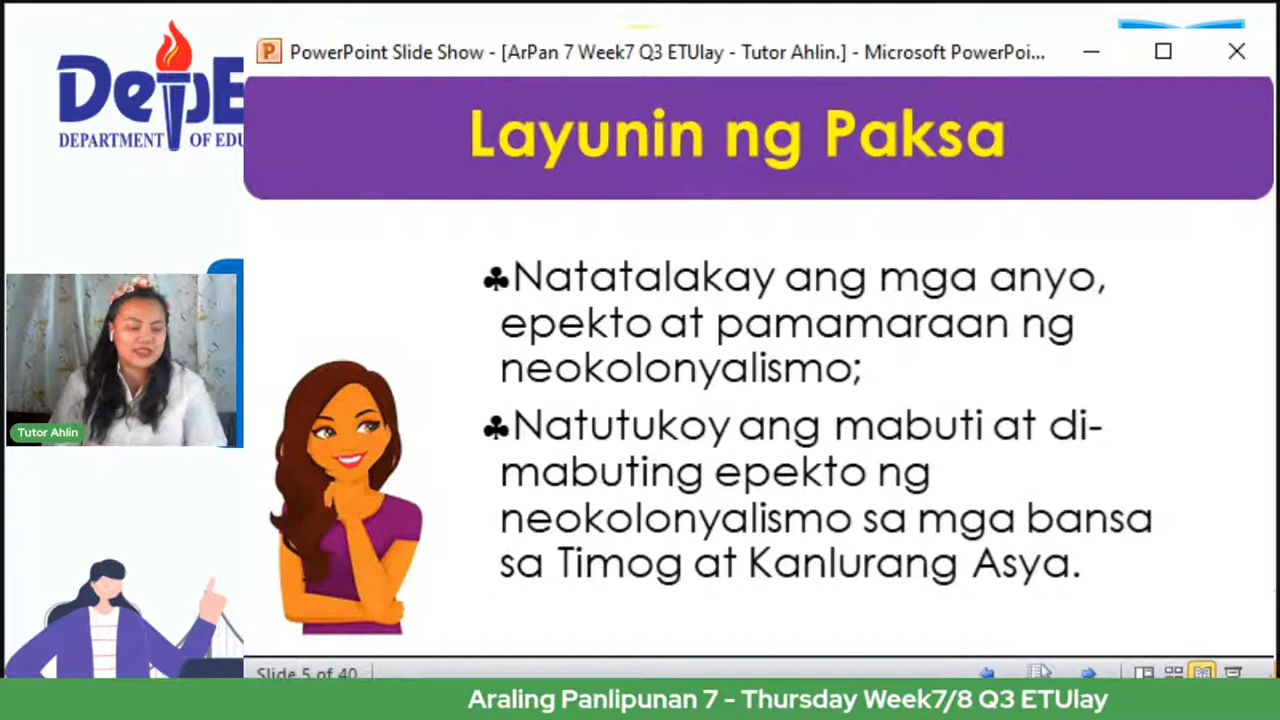 PowerPoint Slide Show - [ArPan 7 Week7 Q3 ETUlay - Tutor Ahlin.] - Microsoft PowerPoi...
DepE
DEPARTMENT OF EDU
Layunin ng Paksa
♣Natatalakay ang mga anyo,
epekto at pamamaraan ng
neokolonyalismo;
♣Natutukoy ang mabuti at di-
mabuting epekto ng
neokolonyalismo sa mga bansa
sa Timog at Kanlurang Asya.
Tutor Ahlin
Slide 5 of 40
Araling Panlipunan 7 - Thursday Week7/8 Q3 ETUlay